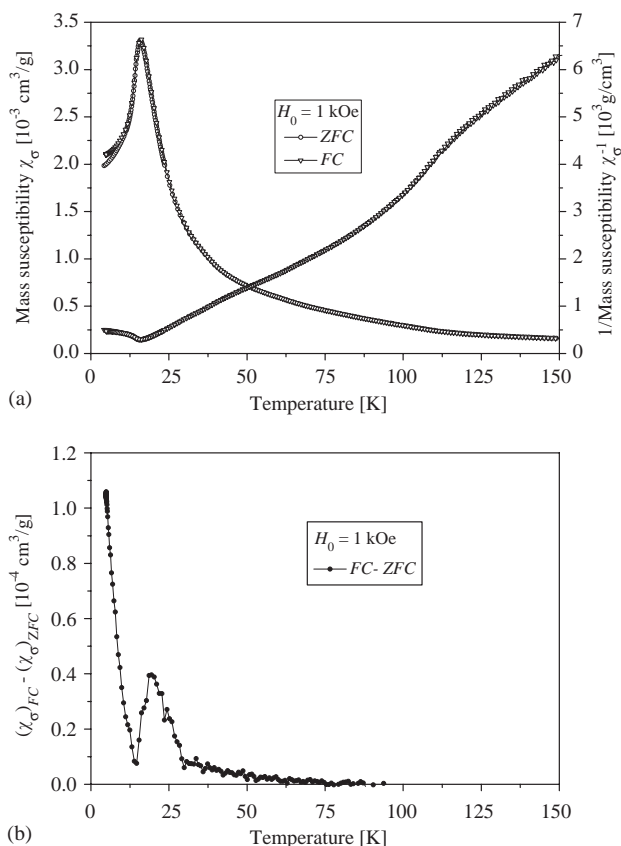 3.5
3.0
2.5
2.0
1.5
1.0
0.5
0.0
Mass susceptibility χσ [10⁻³ cm³/g]
H₀ = 1 kOe
ZFC
FC
7
6
5
4
3
2
1
0
1/Mass susceptibility χσ⁻¹ [10³g/cm³]
0 25 50 75 100 125 150
(a)
Temperature [K]
1.2
1.0
0.8
0.6
0.4
0.2
0.0
(χσ)FC - (χσ)ZFC [10⁻⁴ cm³/g]
H₀ = 1 kOe
FC- ZFC
0 25 50 75 100 125 150
(b)
Temperature [K]